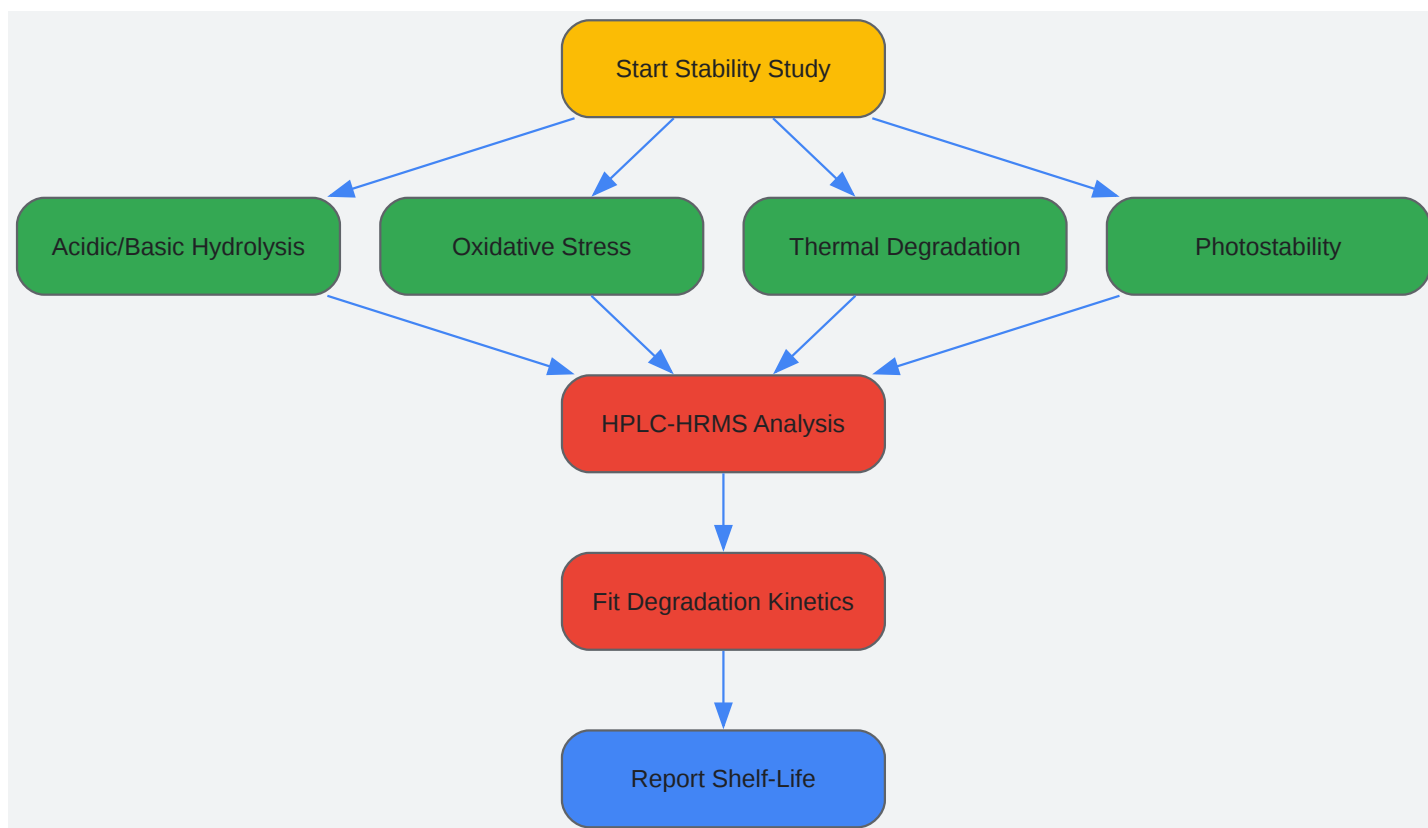 Start Stability Study
Acidic/Basic Hydrolysis
Oxidative Stress
Thermal Degradation
Photostability
HPLC-HRMS Analysis
Fit Degradation Kinetics
Report Shelf-Life